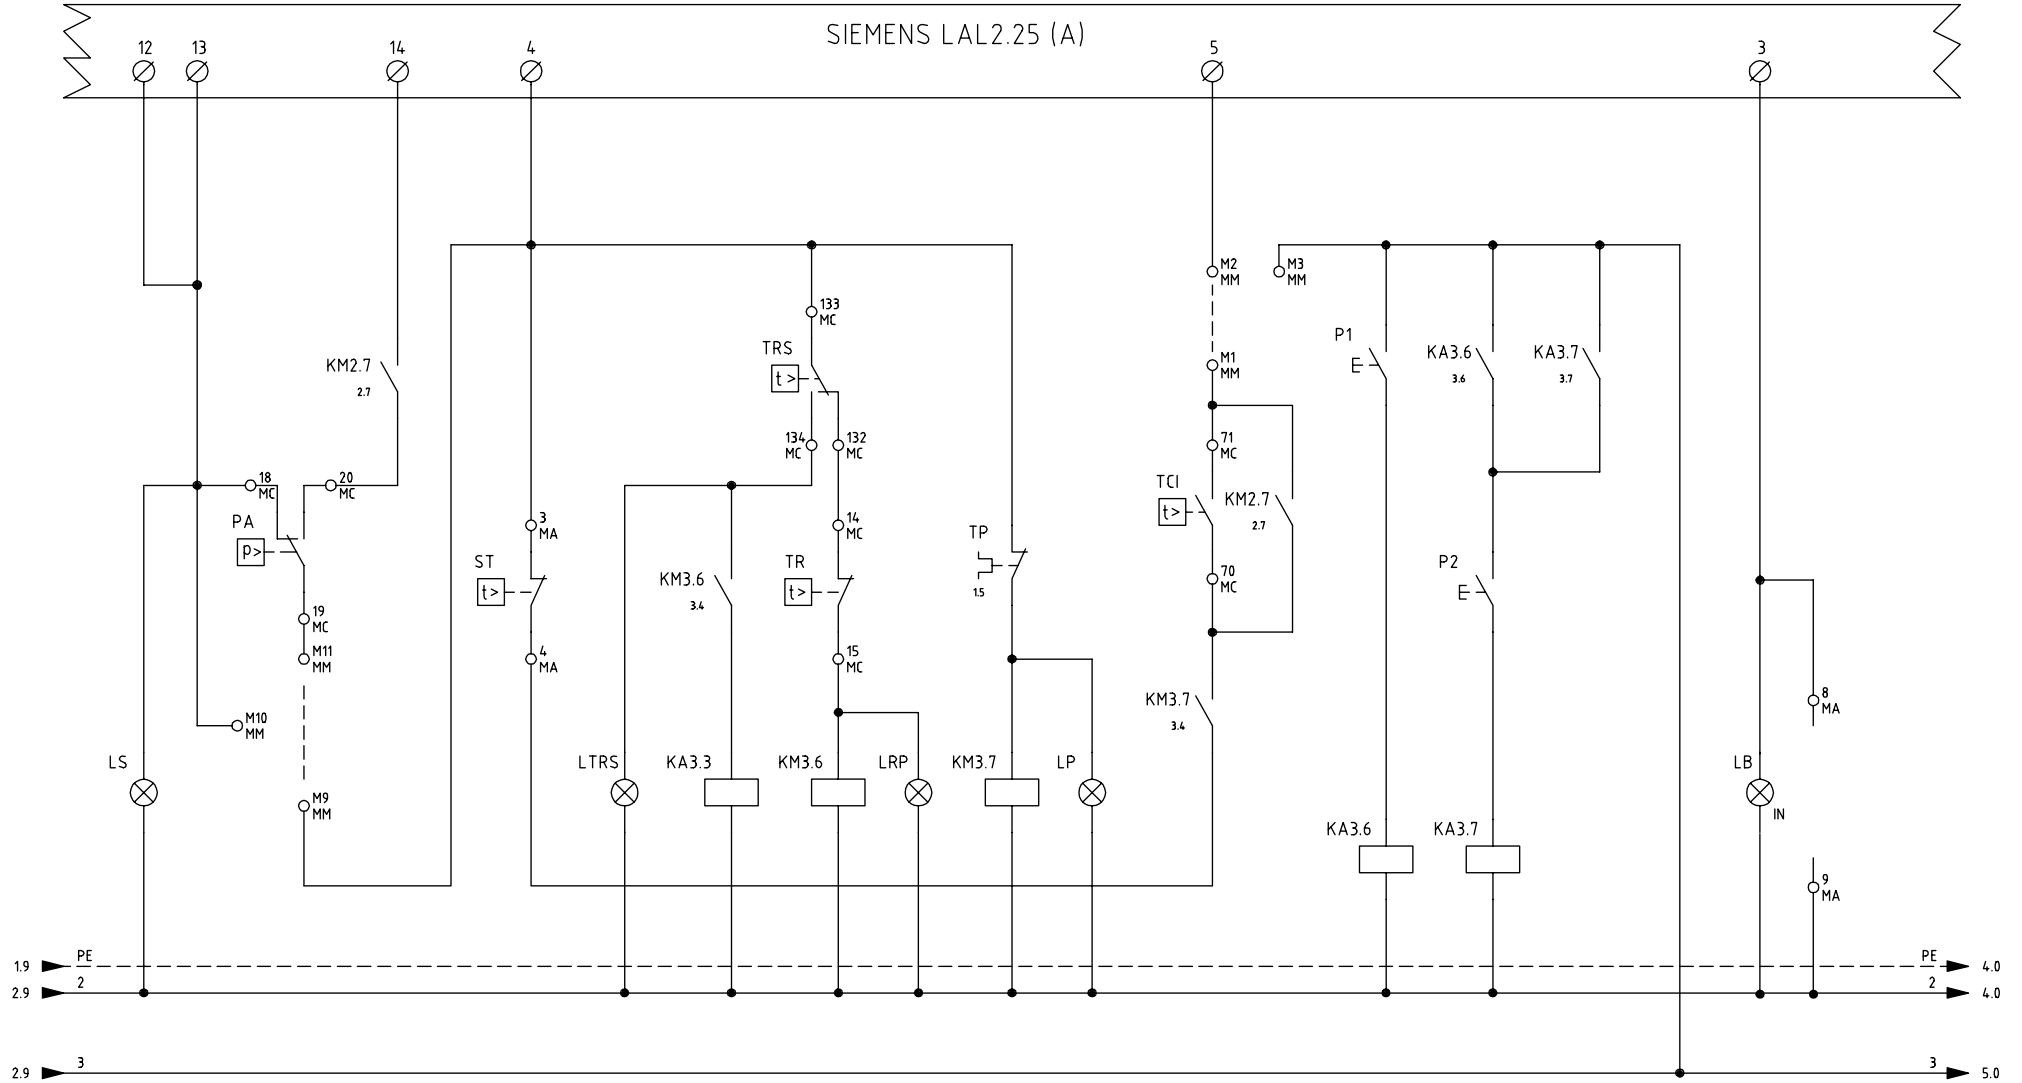 SIEMENS LAL2.25 (A)
12 13 14 4 5 3
M2 MM
M3 MM
133 MC
TRS
t>
P1
KA3.6
3.6
KA3.7
3.7
KM2.7
2.7
M1 MM
134 MC
132 MC
71 MC
18 MC
20 MC
TCI
t>
KM2.7
2.7
PA
p>
3 MA
14 MC
TP
1.5
ST
t>
KM3.6
3.4
TR
t>
70 MC
P2
19 MC
M11 MM
4 MA
15 MC
KM3.7
3.4
8 MA
M10 MM
LS
LTRS
KA3.3
KM3.6
LRP
KM3.7
LP
LB
IN
M9 MM
KA3.6
KA3.7
9 MA
1.9 PE PE 4.0
2.9 2 2 4.0
2.9 3 3 5.0